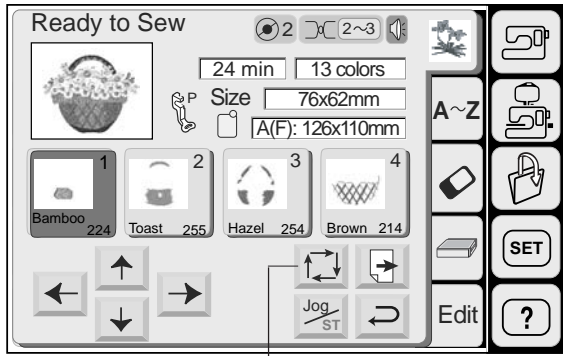 Ready to Sew
2
2~3
24 min
13 colors
P
Size
76x62mm
A(F): 126x110mm
A~Z
1
2
3
4
Bamboo 224
Toast 255
Hazel 254
Brown 214
SET
Jog
ST
Edit
?